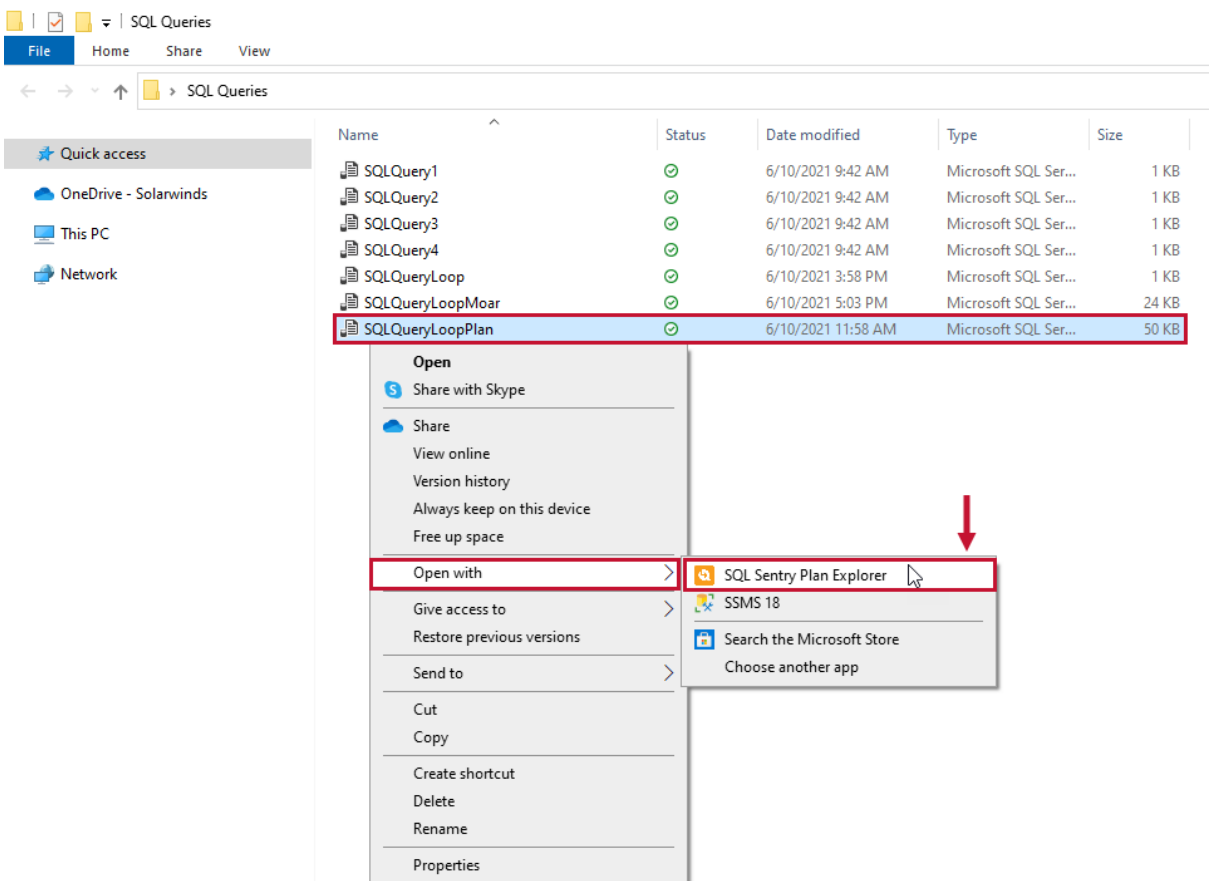 SQL Queries
File Home Share View
SQL Queries
Name Status Date modified Type Size
Quick access
OneDrive - Solarwinds
This PC
Network
SQLQuery1 6/10/2021 9:42 AM Microsoft SQL Ser... 1 KB
SQLQuery2 6/10/2021 9:42 AM Microsoft SQL Ser... 1 KB
SQLQuery3 6/10/2021 9:42 AM Microsoft SQL Ser... 1 KB
SQLQuery4 6/10/2021 9:42 AM Microsoft SQL Ser... 1 KB
SQLQueryLoop 6/10/2021 3:58 PM Microsoft SQL Ser... 1 KB
SQLQueryLoopMoar 6/10/2021 5:03 PM Microsoft SQL Ser... 24 KB
SQLQueryLoopPlan 6/10/2021 11:58 AM Microsoft SQL Ser... 50 KB
Open
Share with Skype
Share
View online
Version history
Always keep on this device
Free up space
Open with
Give access to
Restore previous versions
Send to
Cut
Copy
Create shortcut
Delete
Rename
Properties
SQL Sentry Plan Explorer
SSMS 18
Search the Microsoft Store
Choose another app